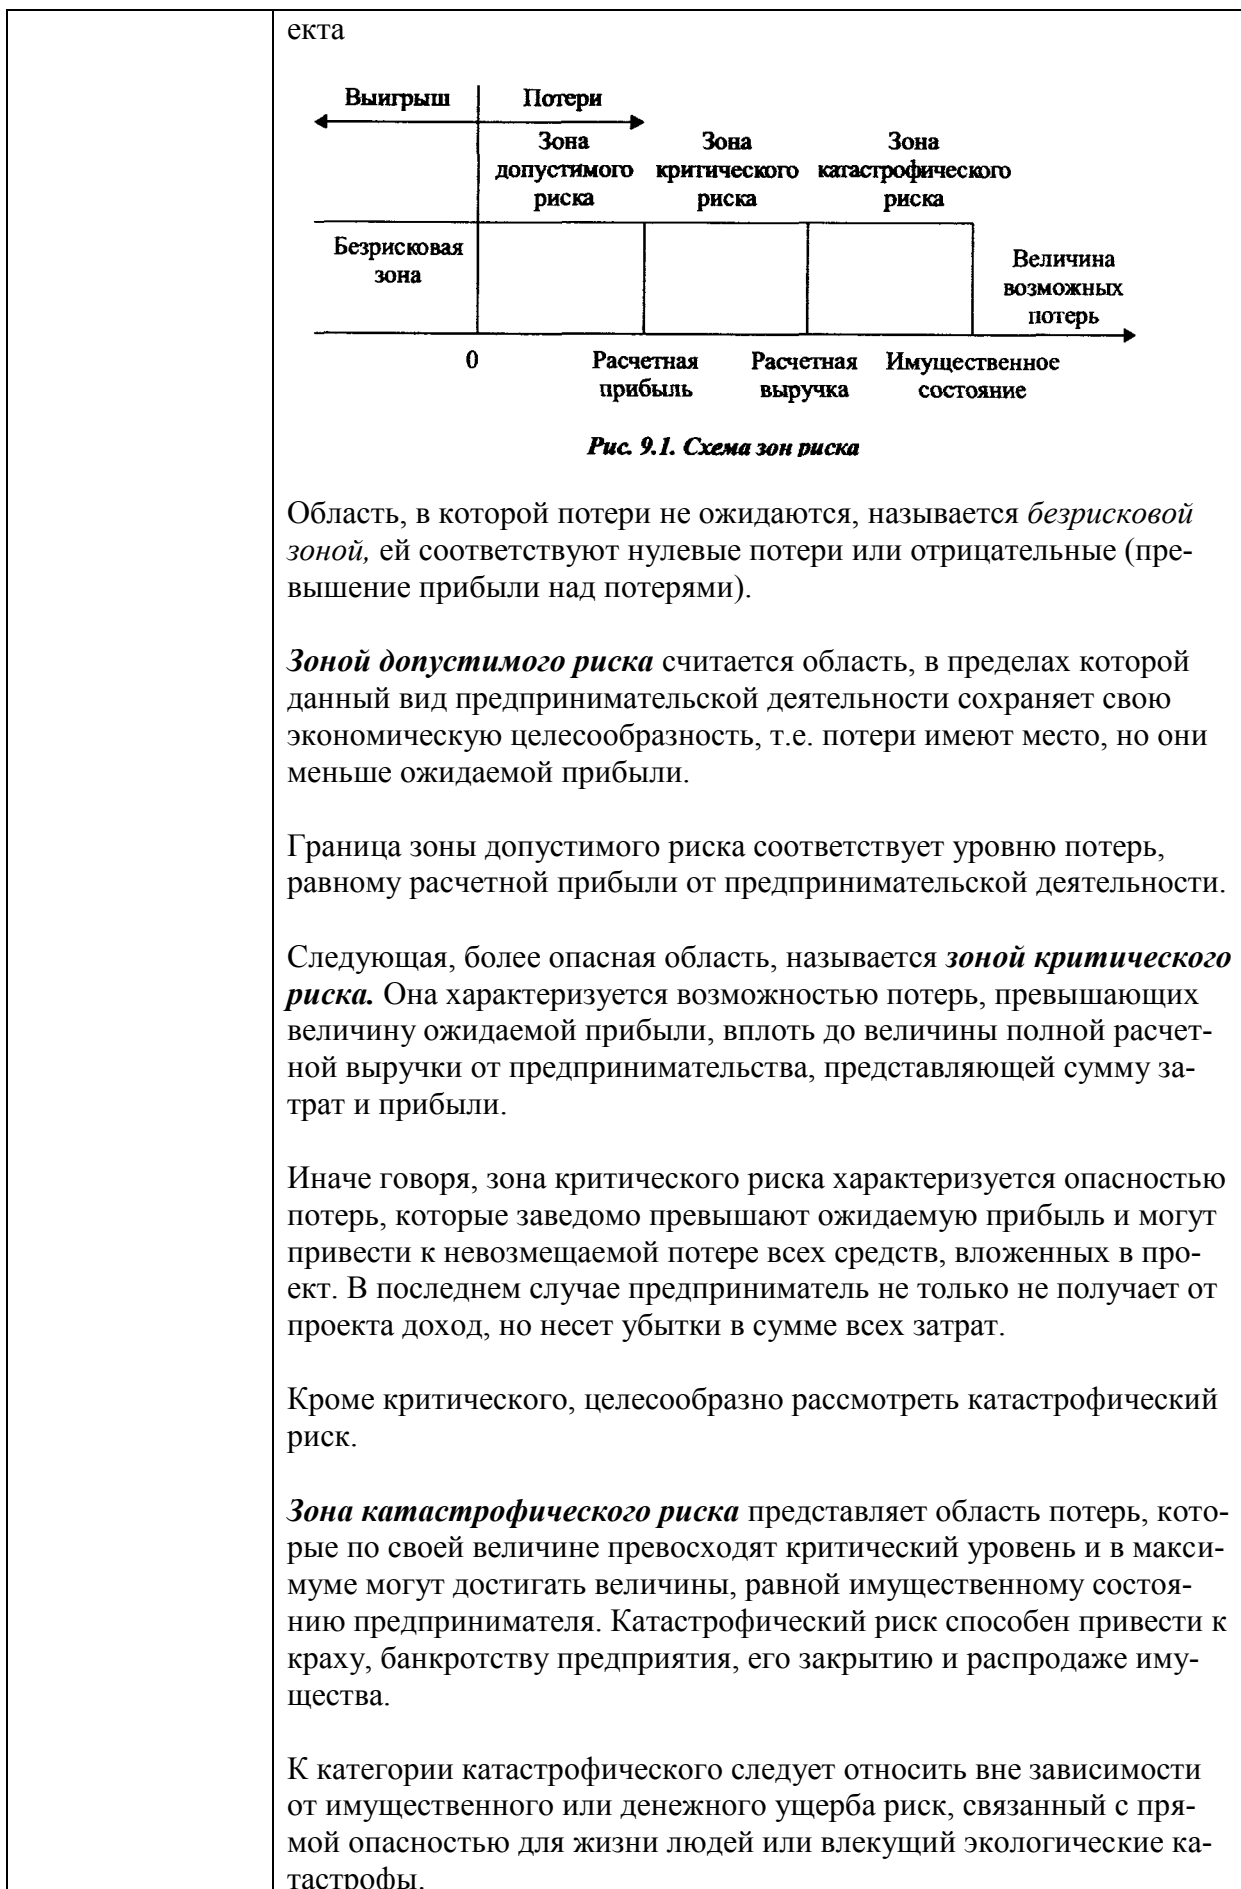 екта
Выигрыш Потери
Зона Зона Зона
допустимого критического катастрофического
риска риска риска
Безрисковая
зона
Величина
возможных
потерь
0 Расчетная Расчетная Имущественное
прибыль выручка состояние
Рис. 9.1. Схема зон риска
Область, в которой потери не ожидаются, называется безрисковой
зоной, ей соответствуют нулевые потери или отрицательные (пре-
вышение прибыли над потерями).
Зоной допустимого риска считается область, в пределах которой
данный вид предпринимательской деятельности сохраняет свою
экономическую целесообразность, т.е. потери имеют место, но они
меньше ожидаемой прибыли.
Граница зоны допустимого риска соответствует уровню потерь,
равному расчетной прибыли от предпринимательской деятельности.
Следующая, более опасная область, называется зоной критического
риска. Она характеризуется возможностью потерь, превышающих
величину ожидаемой прибыли, вплоть до величины полной расчет-
ной выручки от предпринимательства, представляющей сумму за-
трат и прибыли.
Иначе говоря, зона критического риска характеризуется опасностью
потерь, которые заведомо превышают ожидаемую прибыль и могут
привести к невозмещаемой потере всех средств, вложенных в про-
ект. В последнем случае предприниматель не только не получает от
проекта доход, но несет убытки в сумме всех затрат.
Кроме критического, целесообразно рассмотреть катастрофический
риск.
Зона катастрофического риска представляет область потерь, кото-
рые по своей величине превосходят критический уровень и в макси-
муме могут достигать величины, равной имущественному состоя-
нию предпринимателя. Катастрофический риск способен привести к
краху, банкротству предприятия, его закрытию и распродаже иму-
щества.
К категории катастрофического следует относить вне зависимости
от имущественного или денежного ущерба риск, связанный с пря-
мой опасностью для жизни людей или влекущий экологические ка-
тастрофы.